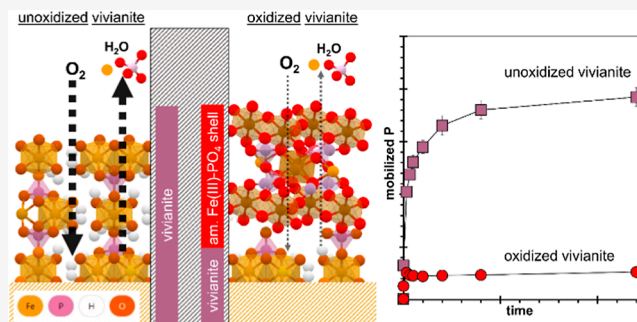 unoxidized vivianite
oxidized vivianite
H2O
O2
H2O
O2
vivianite
am. Fe(III)-PO4 shell
vivianite
Fe
P
H
O
mobilized P
unoxidized vivianite
oxidized vivianite
time